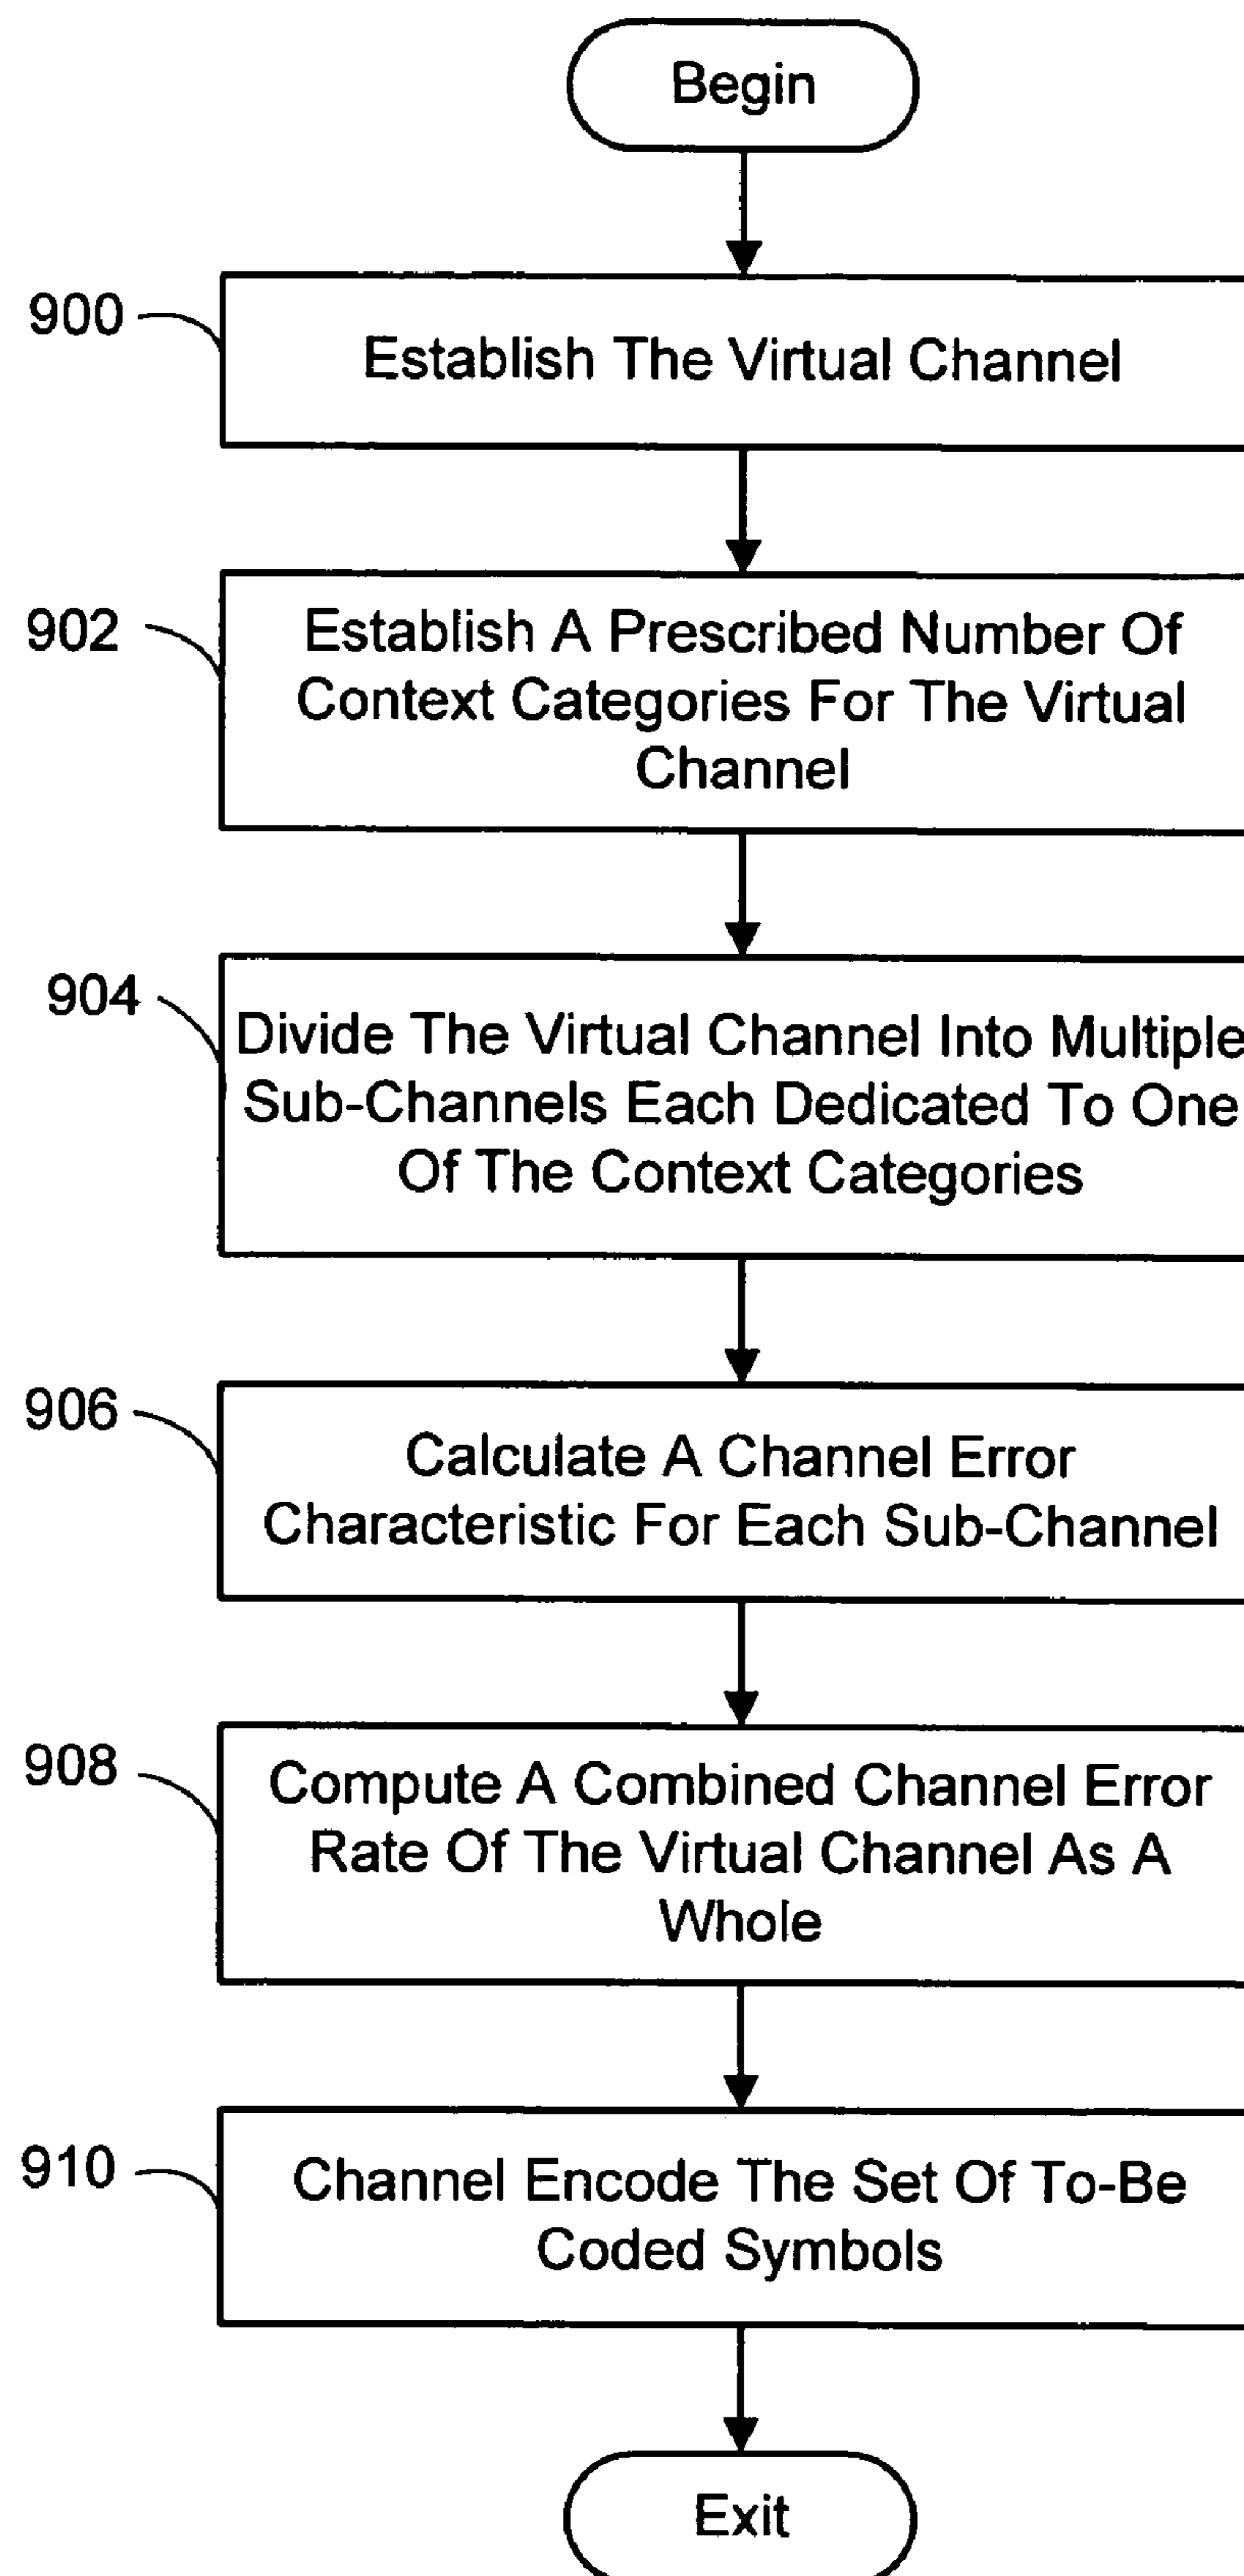 Begin
900
Establish The Virtual Channel
902
Establish A Prescribed Number Of
Context Categories For The Virtual
Channel
904
Divide The Virtual Channel Into Multiple
Sub-Channels Each Dedicated To One
Of The Context Categories
906
Calculate A Channel Error
Characteristic For Each Sub-Channel
908
Compute A Combined Channel Error
Rate Of The Virtual Channel As A
Whole
910
Channel Encode The Set Of To-Be
Coded Symbols
Exit